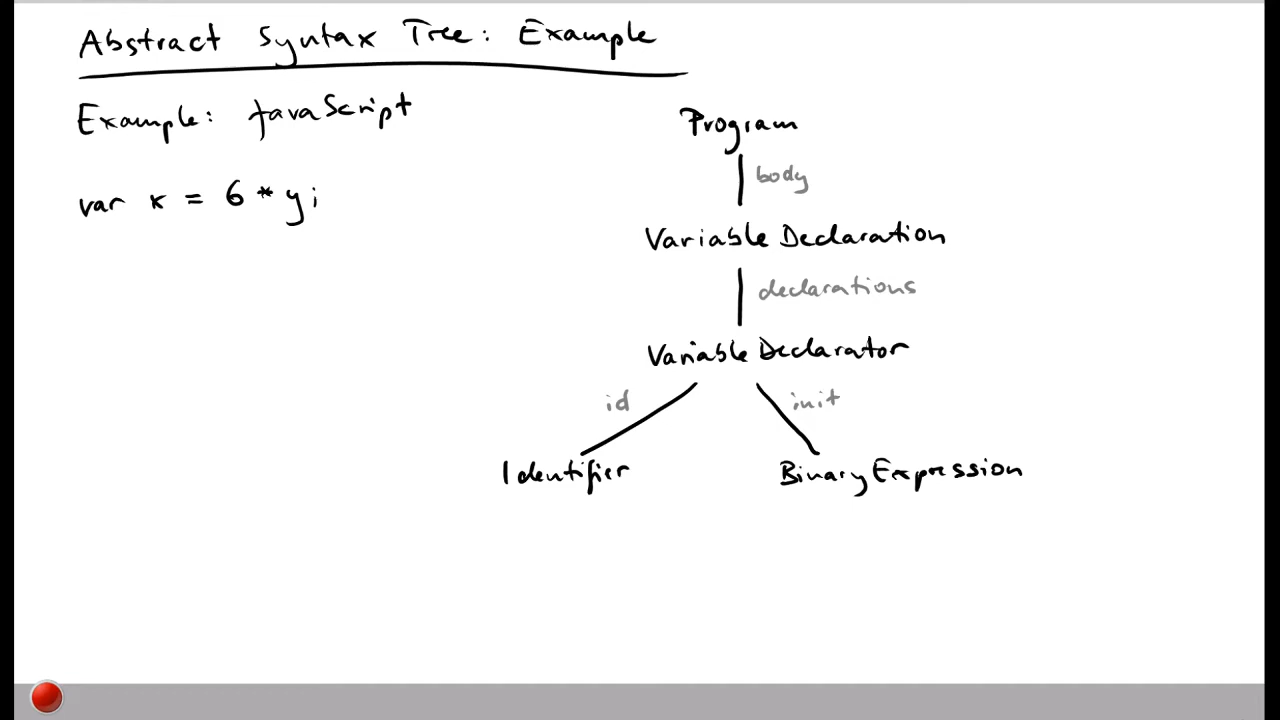 Abstract Syntax Tree: Example
Example: JavaScript
var x = 6 * y;
Program
body
VariableDeclaration
declarations
VariableDeclarator
id
init
Identifier
BinaryExpression